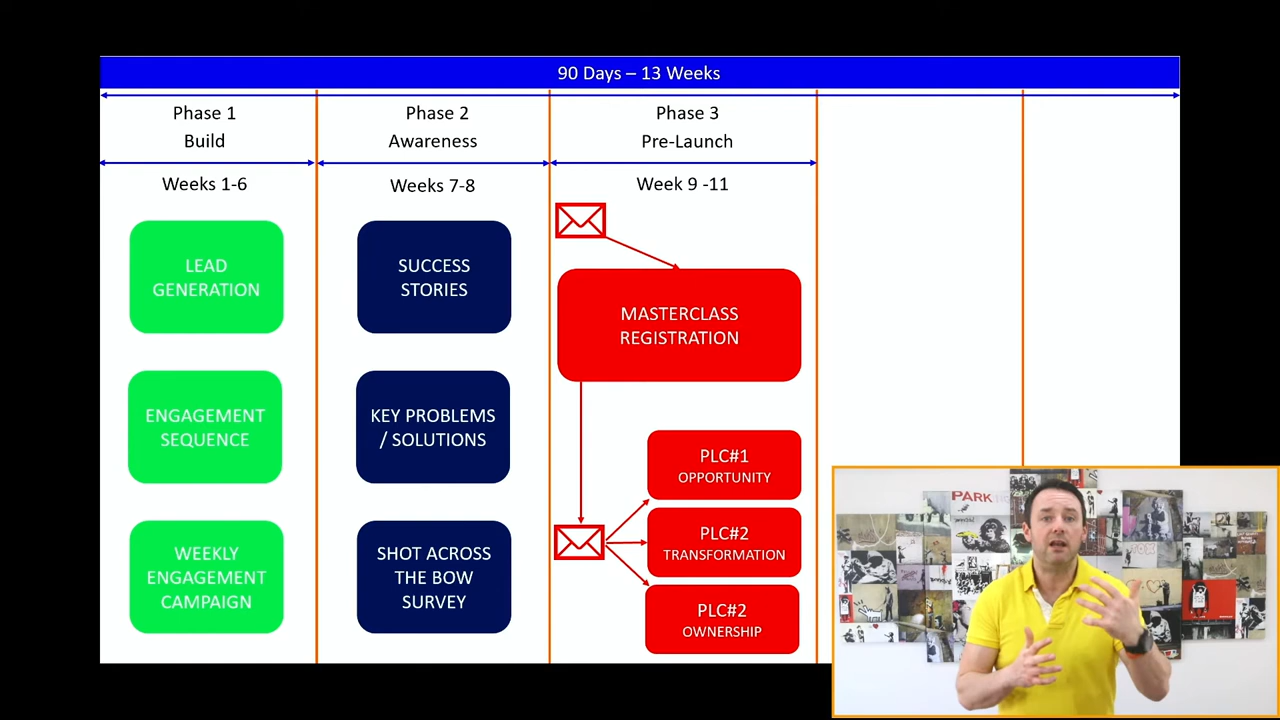 90 Days – 13 Weeks
Phase 1
Build
Weeks 1-6
LEAD
GENERATION
ENGAGEMENT
SEQUENCE
WEEKLY
ENGAGEMENT
CAMPAIGN
Phase 2
Awareness
Weeks 7-8
SUCCESS
STORIES
KEY PROBLEMS
/ SOLUTIONS
SHOT ACROSS
THE BOW
SURVEY
Phase 3
Pre-Launch
Week 9 -11
MASTERCLASS
REGISTRATION
PLC#1
OPPORTUNITY
PLC#2
TRANSFORMATION
PLC#2
OWNERSHIP
PARK